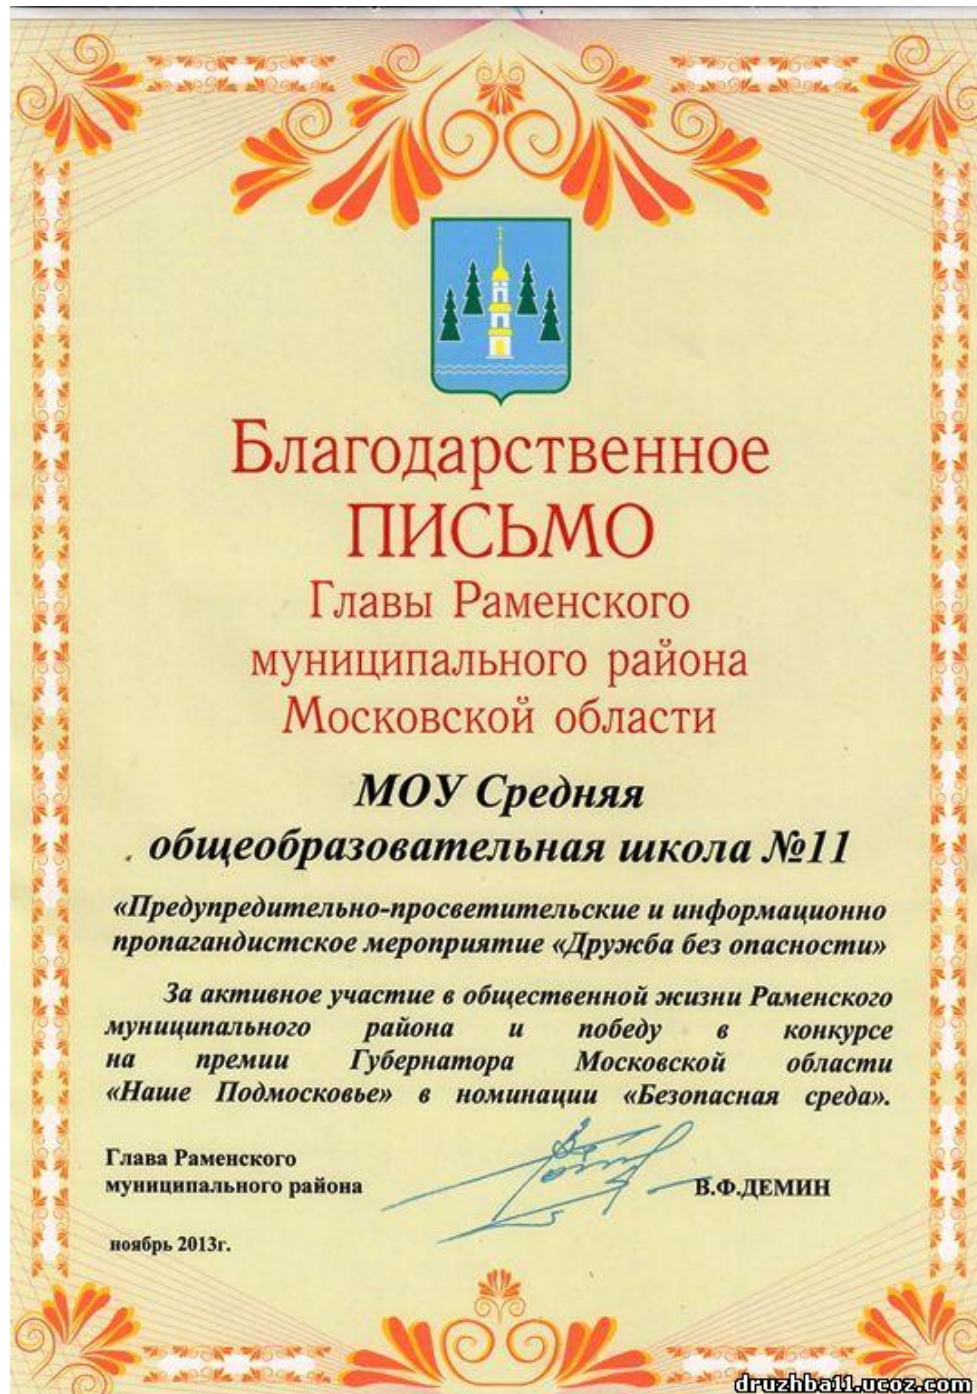 Благодарственное
ПИСЬМО
Главы Раменского
муниципального района
Московской области
МОУ Средняя
общеобразовательная школа №11
«Предупредительно-просветительские и информационно
пропагандистское мероприятие «Дружба без опасности»
За активное участие в общественной жизни Раменского
муниципального района и победу в конкурсе
на премии Губернатора Московской области
«Наше Подмосковье» в номинации «Безопасная среда».
Глава Раменского
муниципального района
В.Ф.ДЕМИН
ноябрь 2013г.
druzhba11.ucoz.com